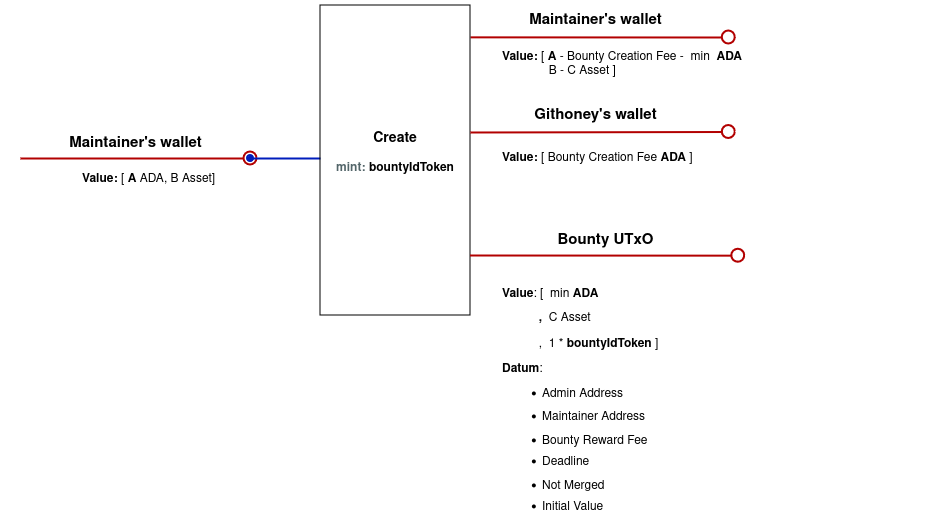 Maintainer's wallet
Value: [ A ADA, B Asset]
Create
mint: bountyIdToken
Maintainer's wallet
Value: [ A - Bounty Creation Fee - min ADA
B - C Asset ]
Githoney's wallet
Value: [ Bounty Creation Fee ADA ]
Bounty UTxO
Value: [ min ADA
, C Asset
, 1 * bountyIdToken ]
Datum:
• Admin Address
• Maintainer Address
• Bounty Reward Fee
• Deadline
• Not Merged
• Initial Value